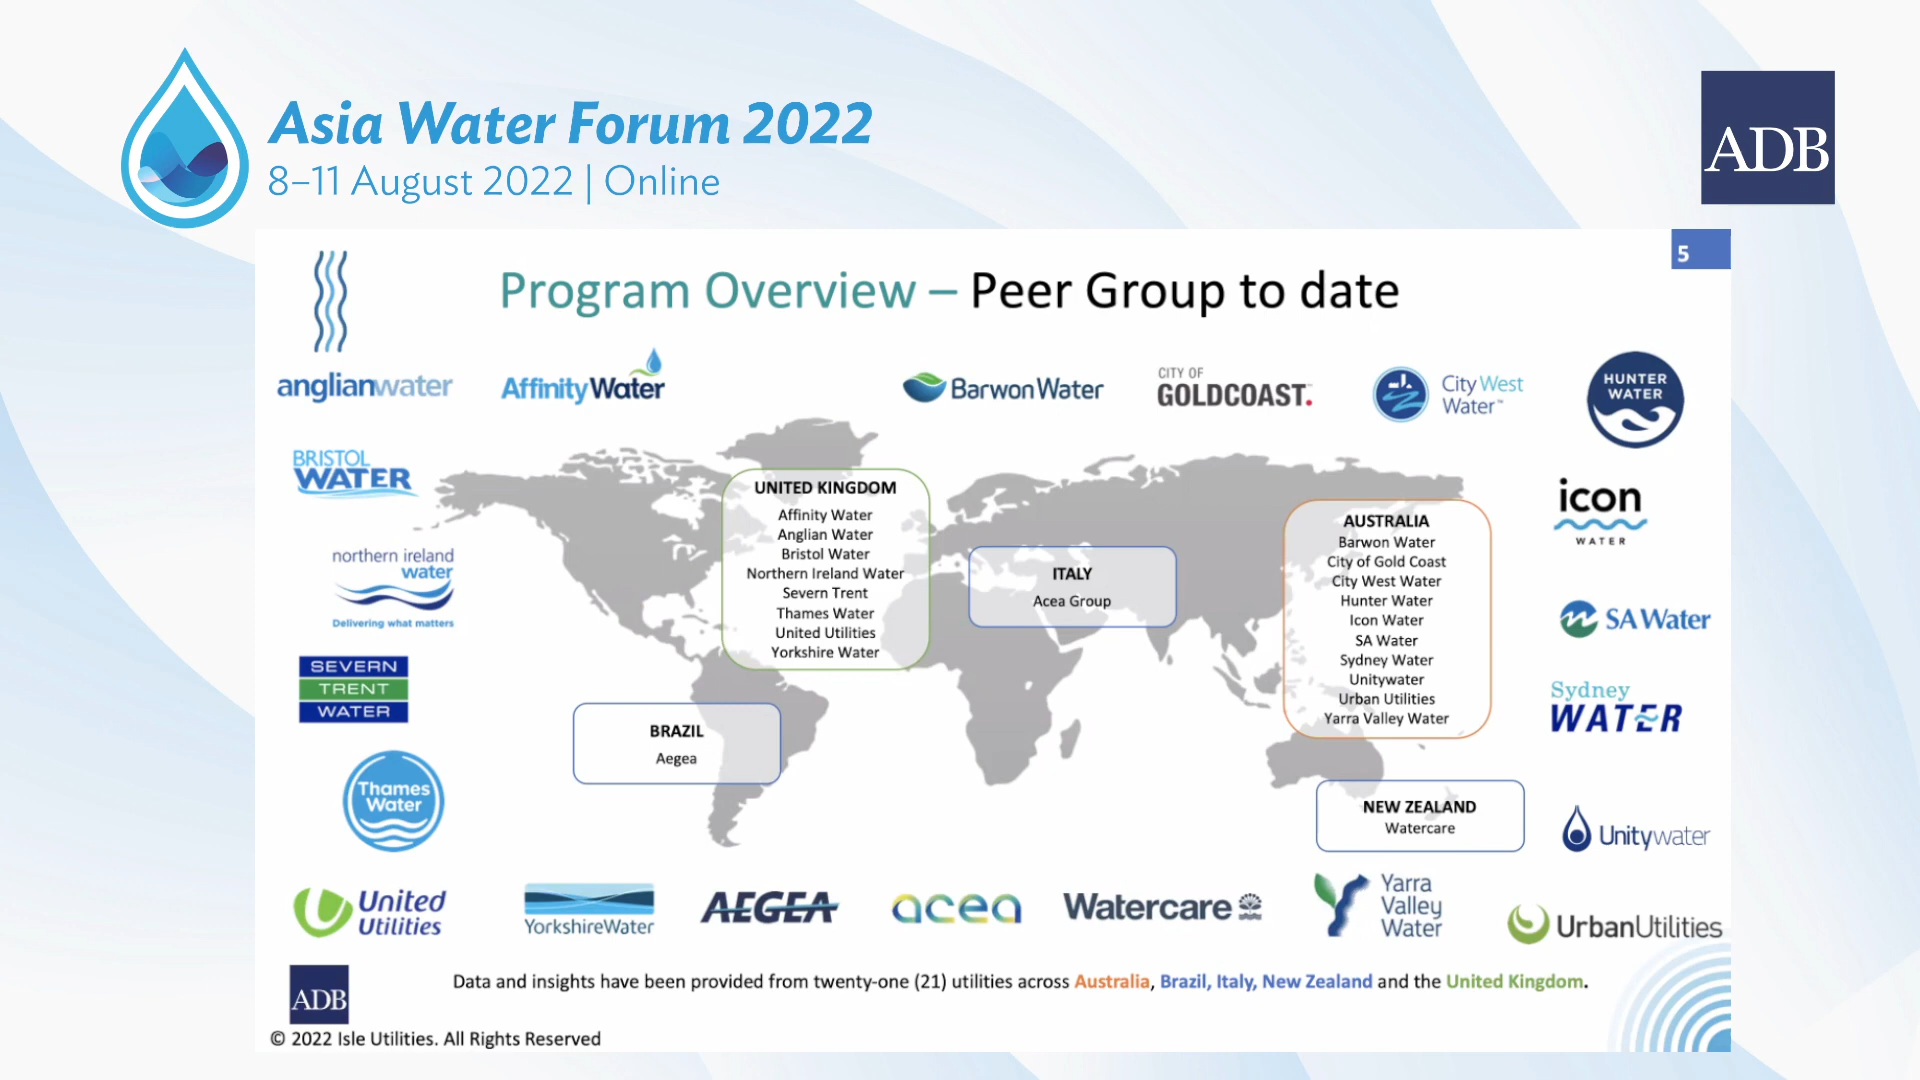 Asia Water Forum 2022
8–11 August 2022 | Online
ADB
5
Program Overview – Peer Group to date
anglianwater
AffinityWater
BarwonWater
CITY OF
GOLDCOAST.
City West
Water™
HUNTER
WATER
BRISTOL
WATER
icon
WATER
northern ireland
water
Delivering what matters
SA Water
SEVERN
TRENT
WATER
Sydney
WATER
Thames
Water
Unitywater
UNITED KINGDOM
Affinity Water
Anglian Water
Bristol Water
Northern Ireland Water
Severn Trent
Thames Water
United Utilities
Yorkshire Water
ITALY
Acea Group
AUSTRALIA
Barwon Water
City of Gold Coast
City West Water
Hunter Water
Icon Water
SA Water
Sydney Water
Unitywater
Urban Utilities
Yarra Valley Water
BRAZIL
Aegea
NEW ZEALAND
Watercare
United
Utilities
YorkshireWater
AEGEA
acea
Watercare
Yarra
Valley
Water
UrbanUtilities
ADB
Data and insights have been provided from twenty-one (21) utilities across Australia, Brazil, Italy, New Zealand and the United Kingdom.
© 2022 Isle Utilities. All Rights Reserved